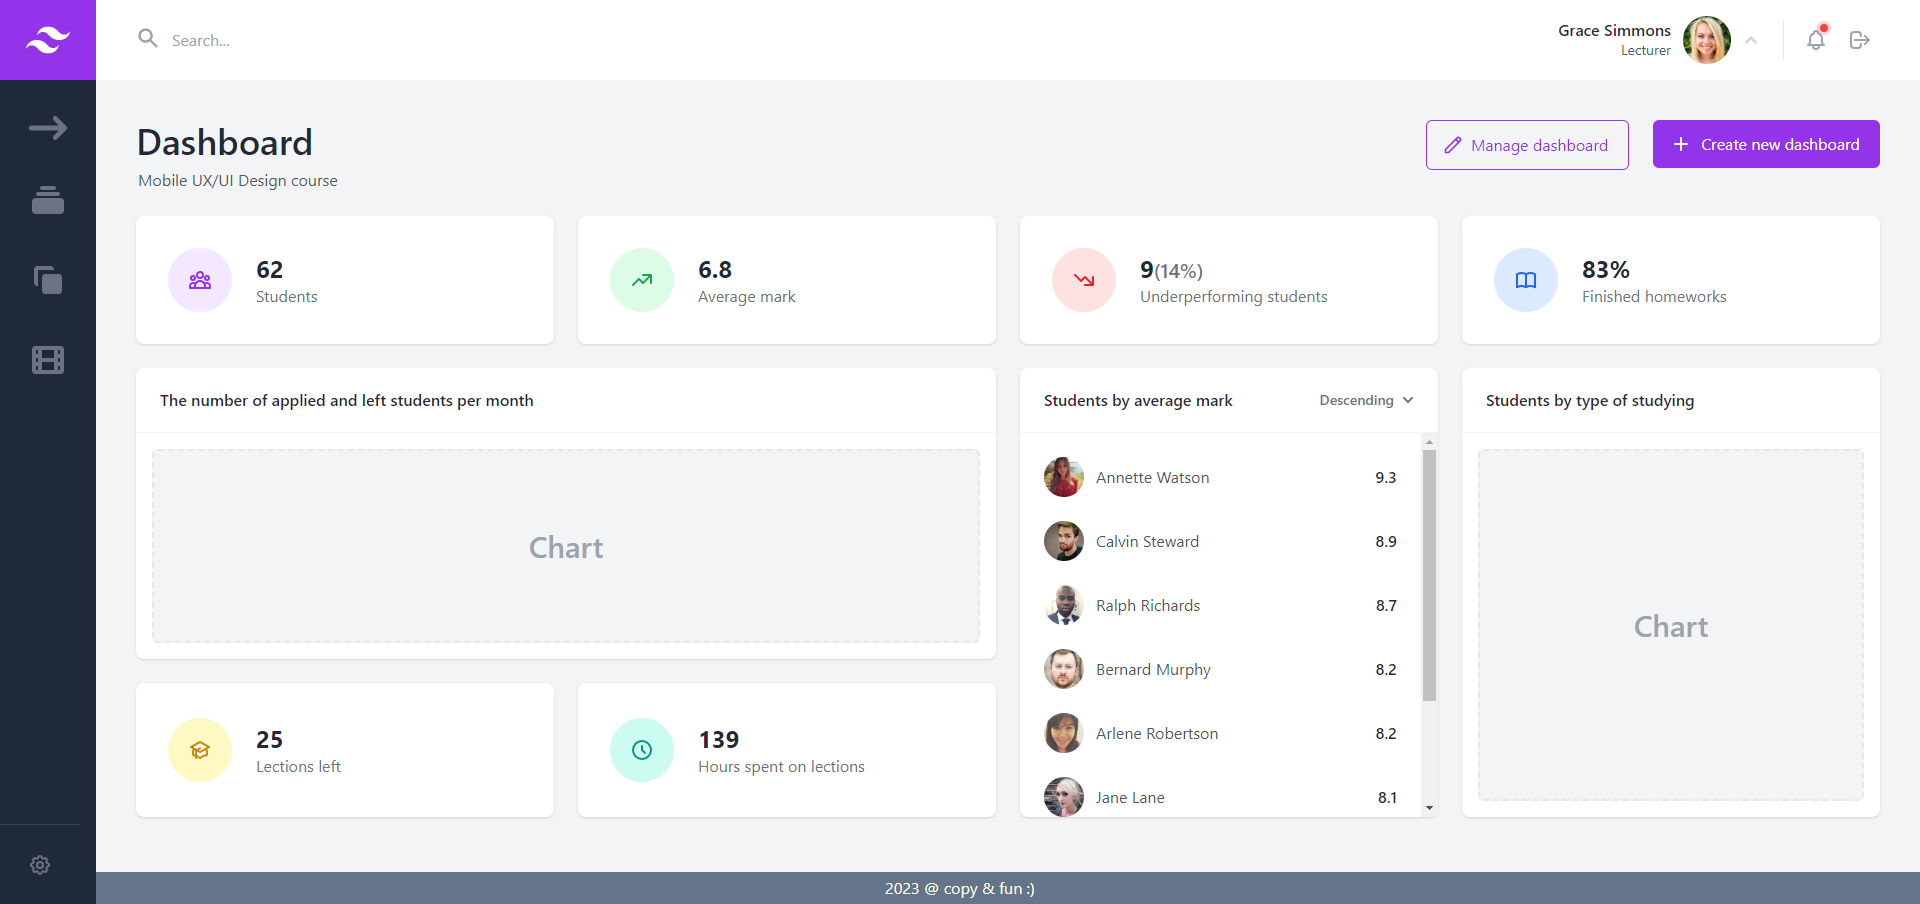 Search...
Grace Simmons
Lecturer
Dashboard
Mobile UX/UI Design course
Manage dashboard
Create new dashboard
62
Students
6.8
Average mark
9(14%)
Underperforming students
83%
Finished homeworks
The number of applied and left students per month
Chart
Students by average mark
Descending
Annette Watson 9.3
Calvin Steward 8.9
Ralph Richards 8.7
Bernard Murphy 8.2
Arlene Robertson 8.2
Jane Lane 8.1
Students by type of studying
Chart
25
Lections left
139
Hours spent on lections
2023 @ copy & fun :)